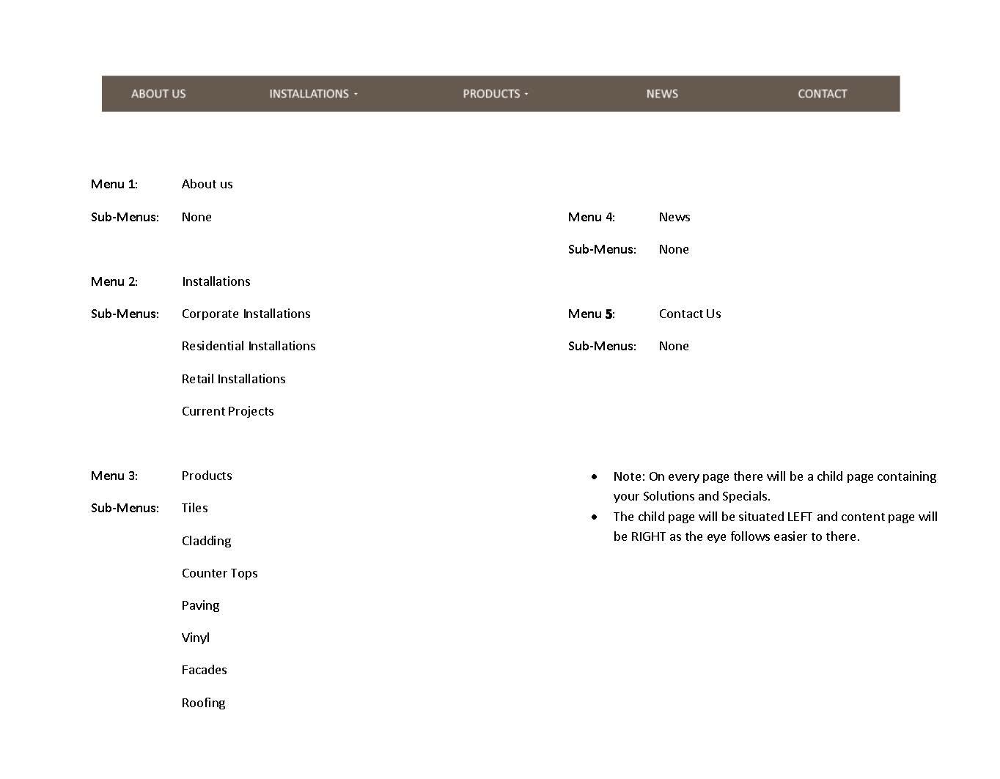 ABOUT US INSTALLATIONS PRODUCTS NEWS CONTACT
Menu 1: About us
Sub-Menus: None
Menu 2: Installations
Sub-Menus: Corporate Installations
Residential Installations
Retail Installations
Current Projects
Menu 3: Products
Sub-Menus: Tiles
Cladding
Counter Tops
Paving
Vinyl
Facades
Roofing
Menu 4: News
Sub-Menus: None
Menu 5: Contact Us
Sub-Menus: None
• Note: On every page there will be a child page containing
your Solutions and Specials.
• The child page will be situated LEFT and content page will
be RIGHT as the eye follows easier to there.